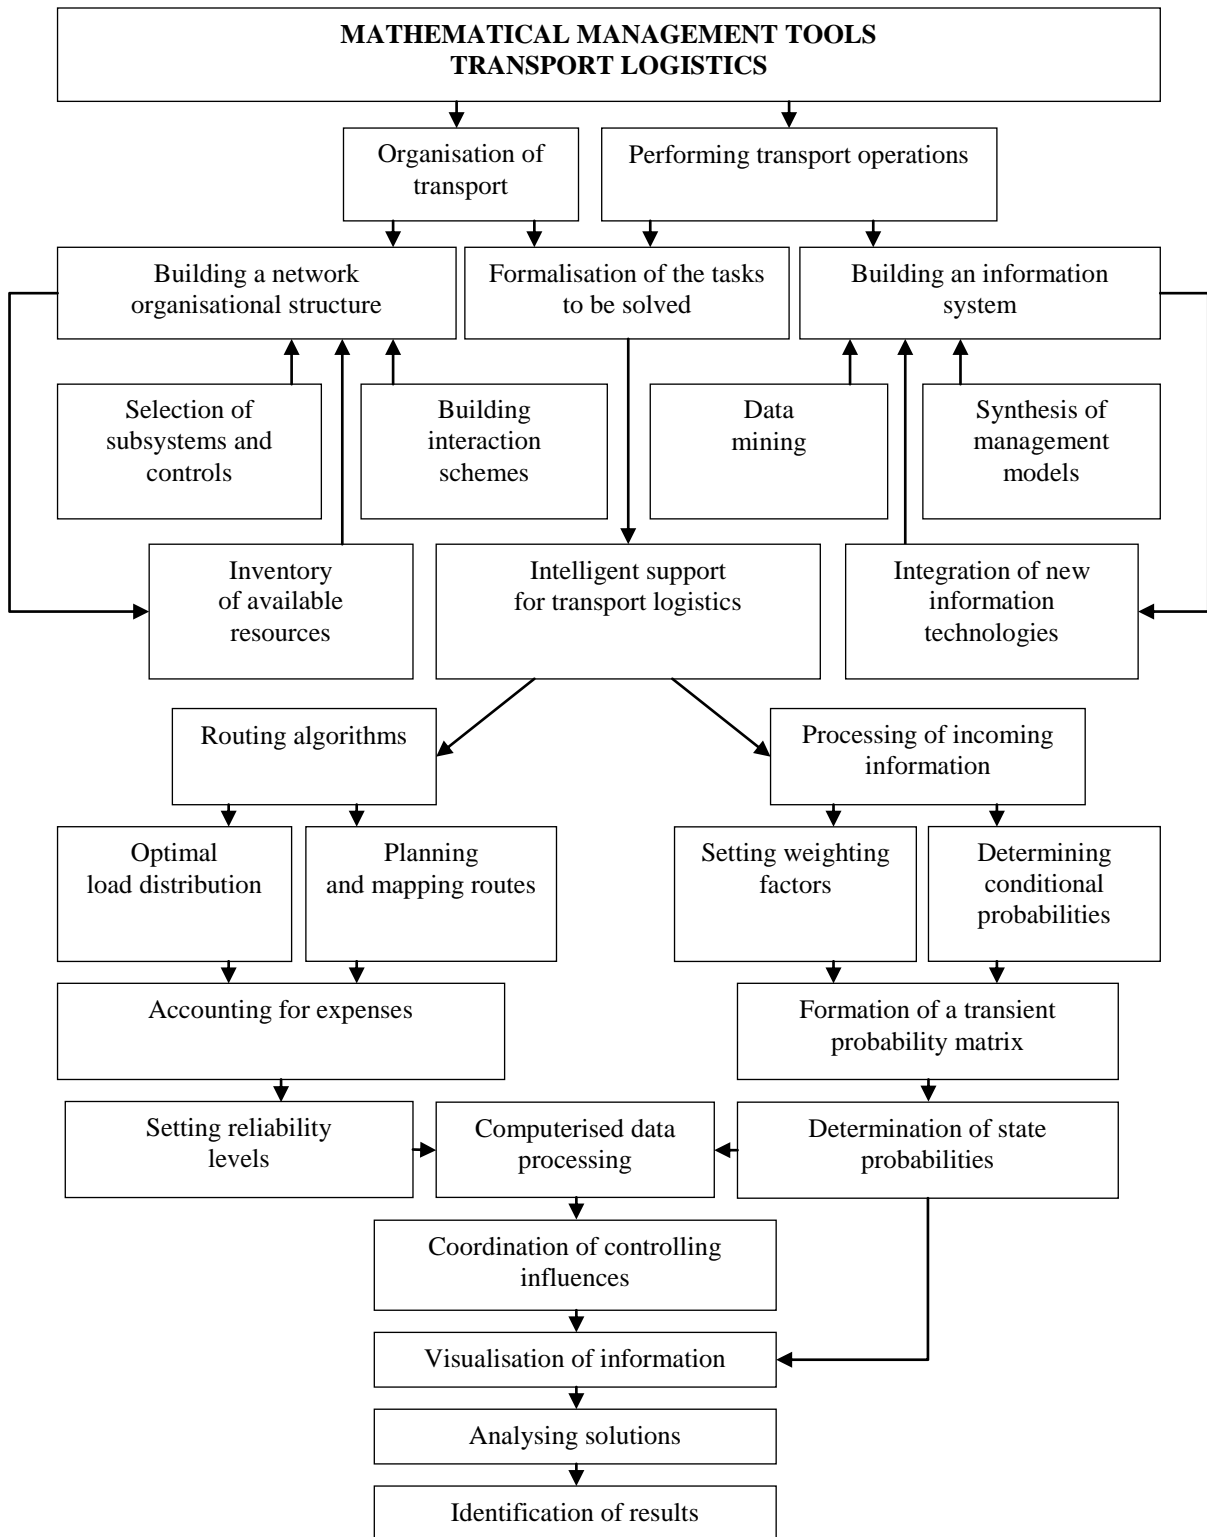 MATHEMATICAL MANAGEMENT TOOLS
TRANSPORT LOGISTICS
Organisation of
transport
Performing transport operations
Building a network
organisational structure
Formalisation of the tasks
to be solved
Building an information
system
Selection of
subsystems and
controls
Building
interaction
schemes
Data
mining
Synthesis of
management
models
Inventory
of available
resources
Intelligent support
for transport logistics
Integration of new
information
technologies
Routing algorithms
Processing of incoming
information
Optimal
load distribution
Planning
and mapping routes
Setting weighting
factors
Determining
conditional
probabilities
Accounting for expenses
Formation of a transient
probability matrix
Setting reliability
levels
Computerised data
processing
Determination of state
probabilities
Coordination of controlling
influences
Visualisation of information
Analysing solutions
Identification of results